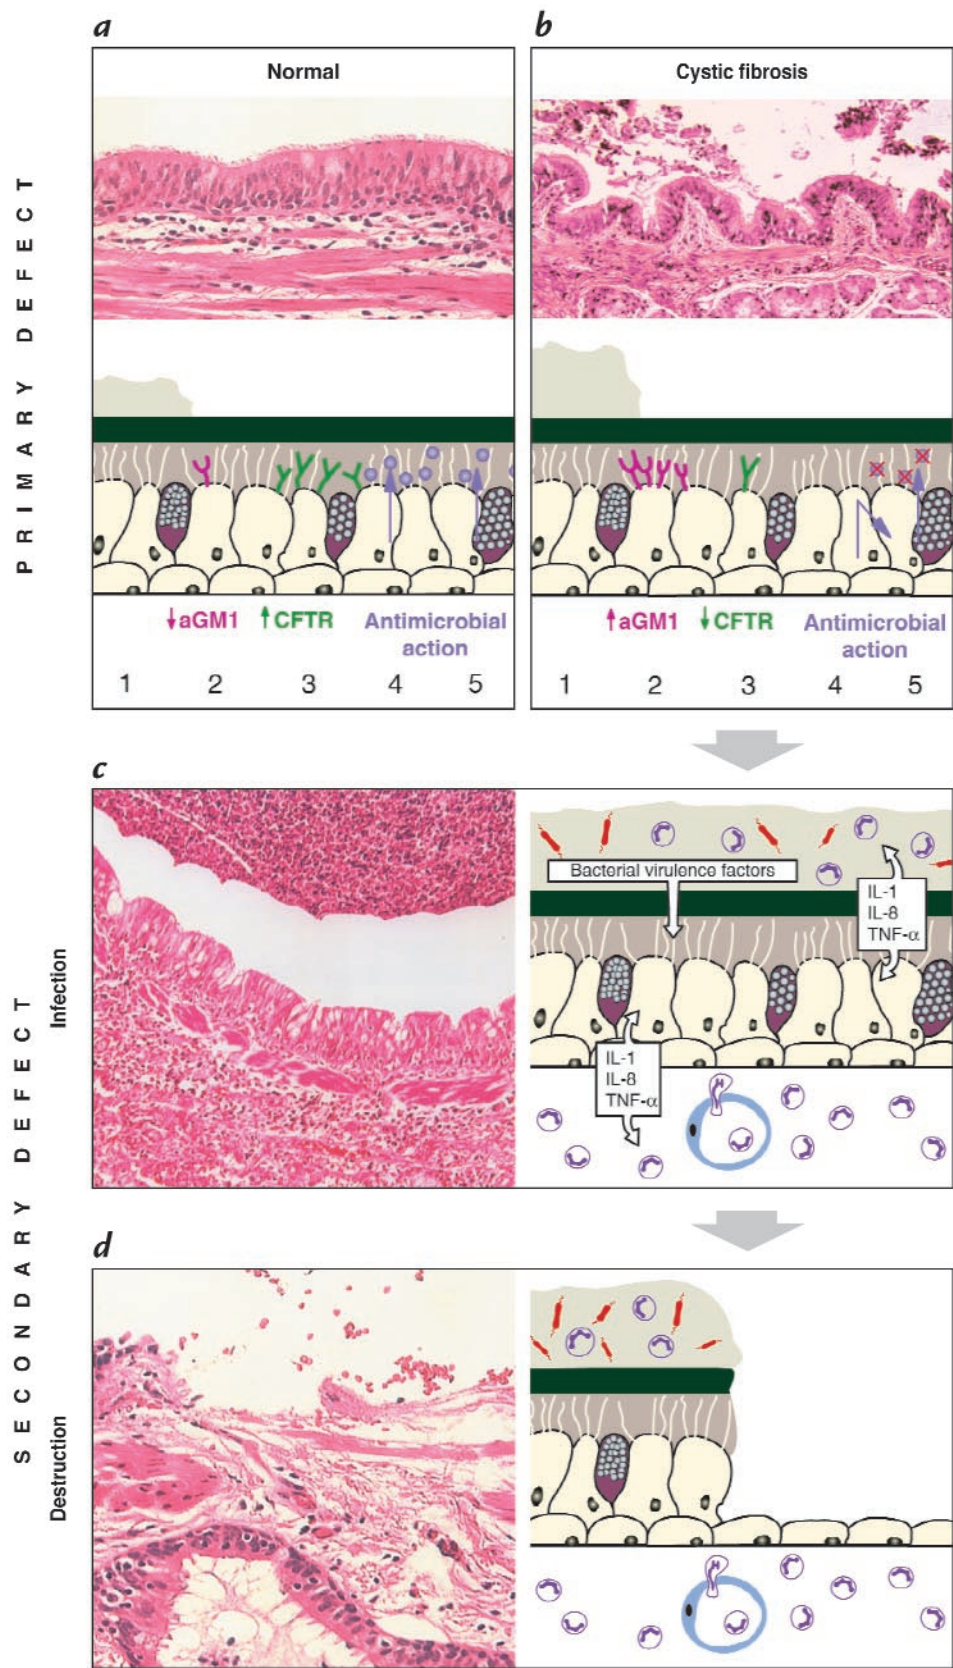 a
Normal
b
Cystic fibrosis
PRIMARY DEFECT
↓aGM1 ↑CFTR Antimicrobial
action
1 2 3 4 5
↑aGM1 ↓CFTR Antimicrobial
action
1 2 3 4 5
c
SECONDARY DEFECT
Infection
Bacterial virulence factors
IL-1
IL-8
TNF-α
IL-1
IL-8
TNF-α
d
Destruction